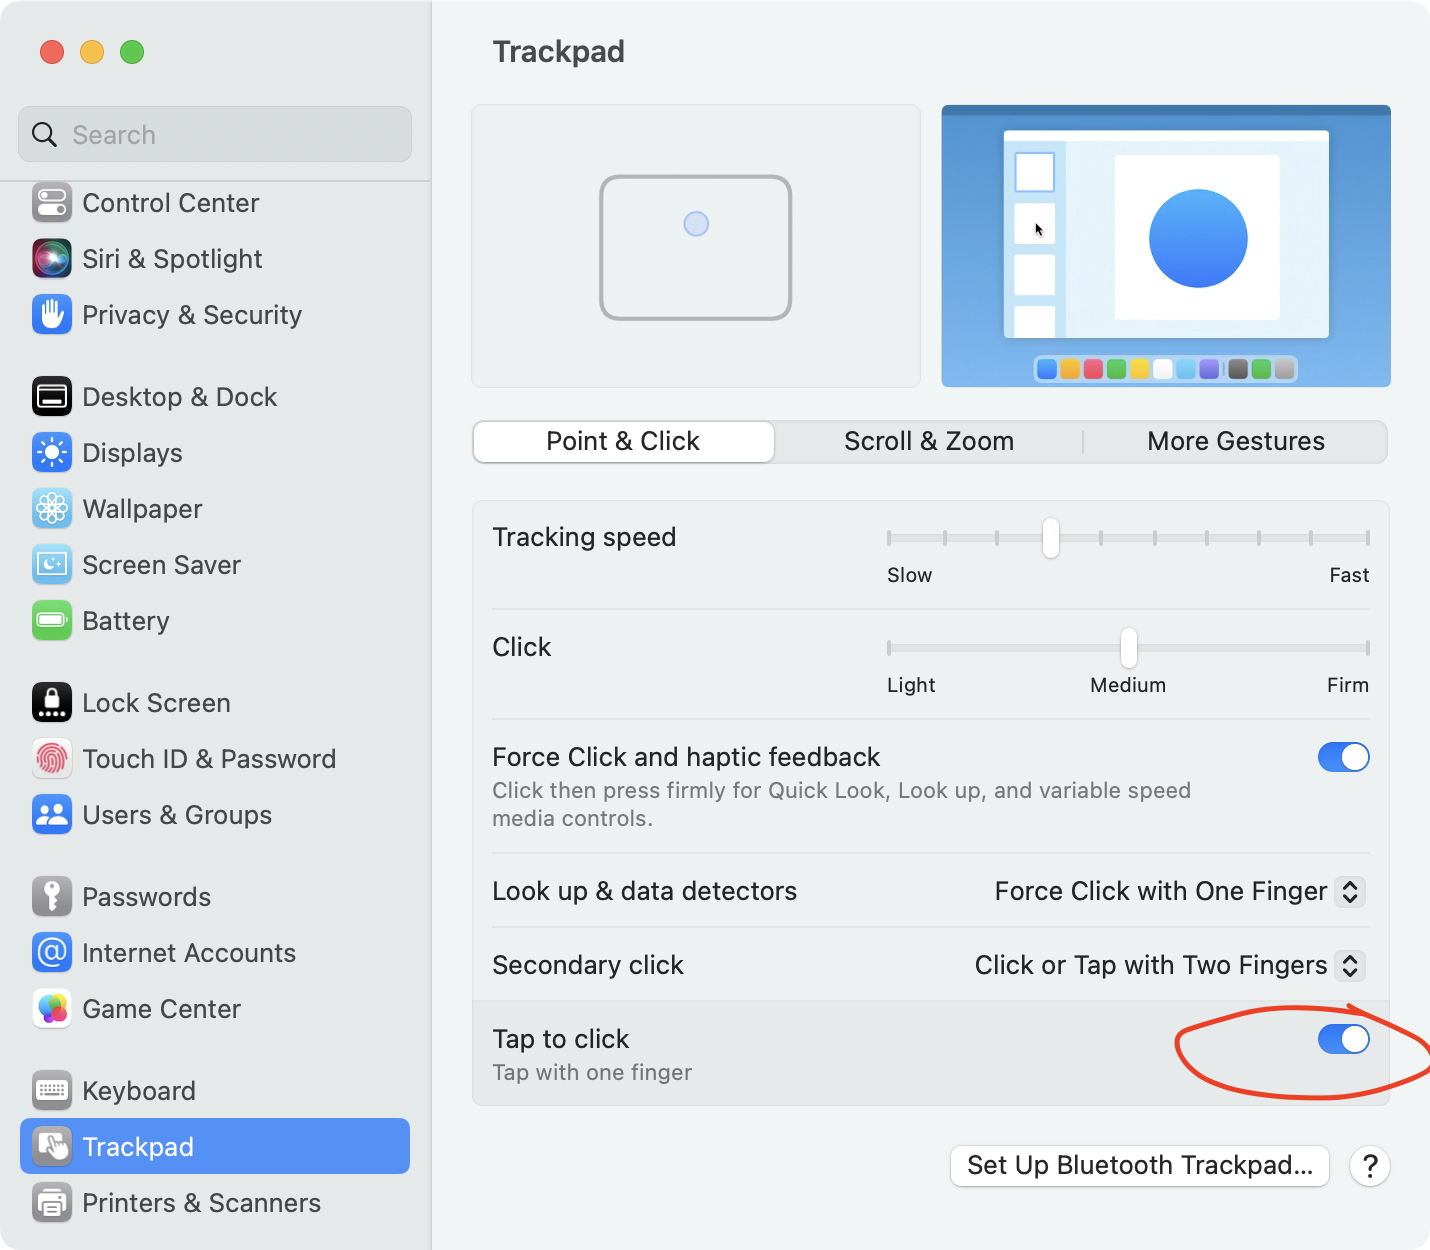 Search
Control Center
Siri & Spotlight
Privacy & Security
Desktop & Dock
Displays
Wallpaper
Screen Saver
Battery
Lock Screen
Touch ID & Password
Users & Groups
Passwords
@ Internet Accounts
Game Center
Keyboard
Trackpad
Printers & Scanners
Trackpad
Point & Click Scroll & Zoom More Gestures
Tracking speed
Slow Fast
Click
Light Medium Firm
Force Click and haptic feedback
Click then press firmly for Quick Look, Look up, and variable speed
media controls.
Look up & data detectors Force Click with One Finger
Secondary click Click or Tap with Two Fingers
Tap to click
Tap with one finger
Set Up Bluetooth Trackpad... ?